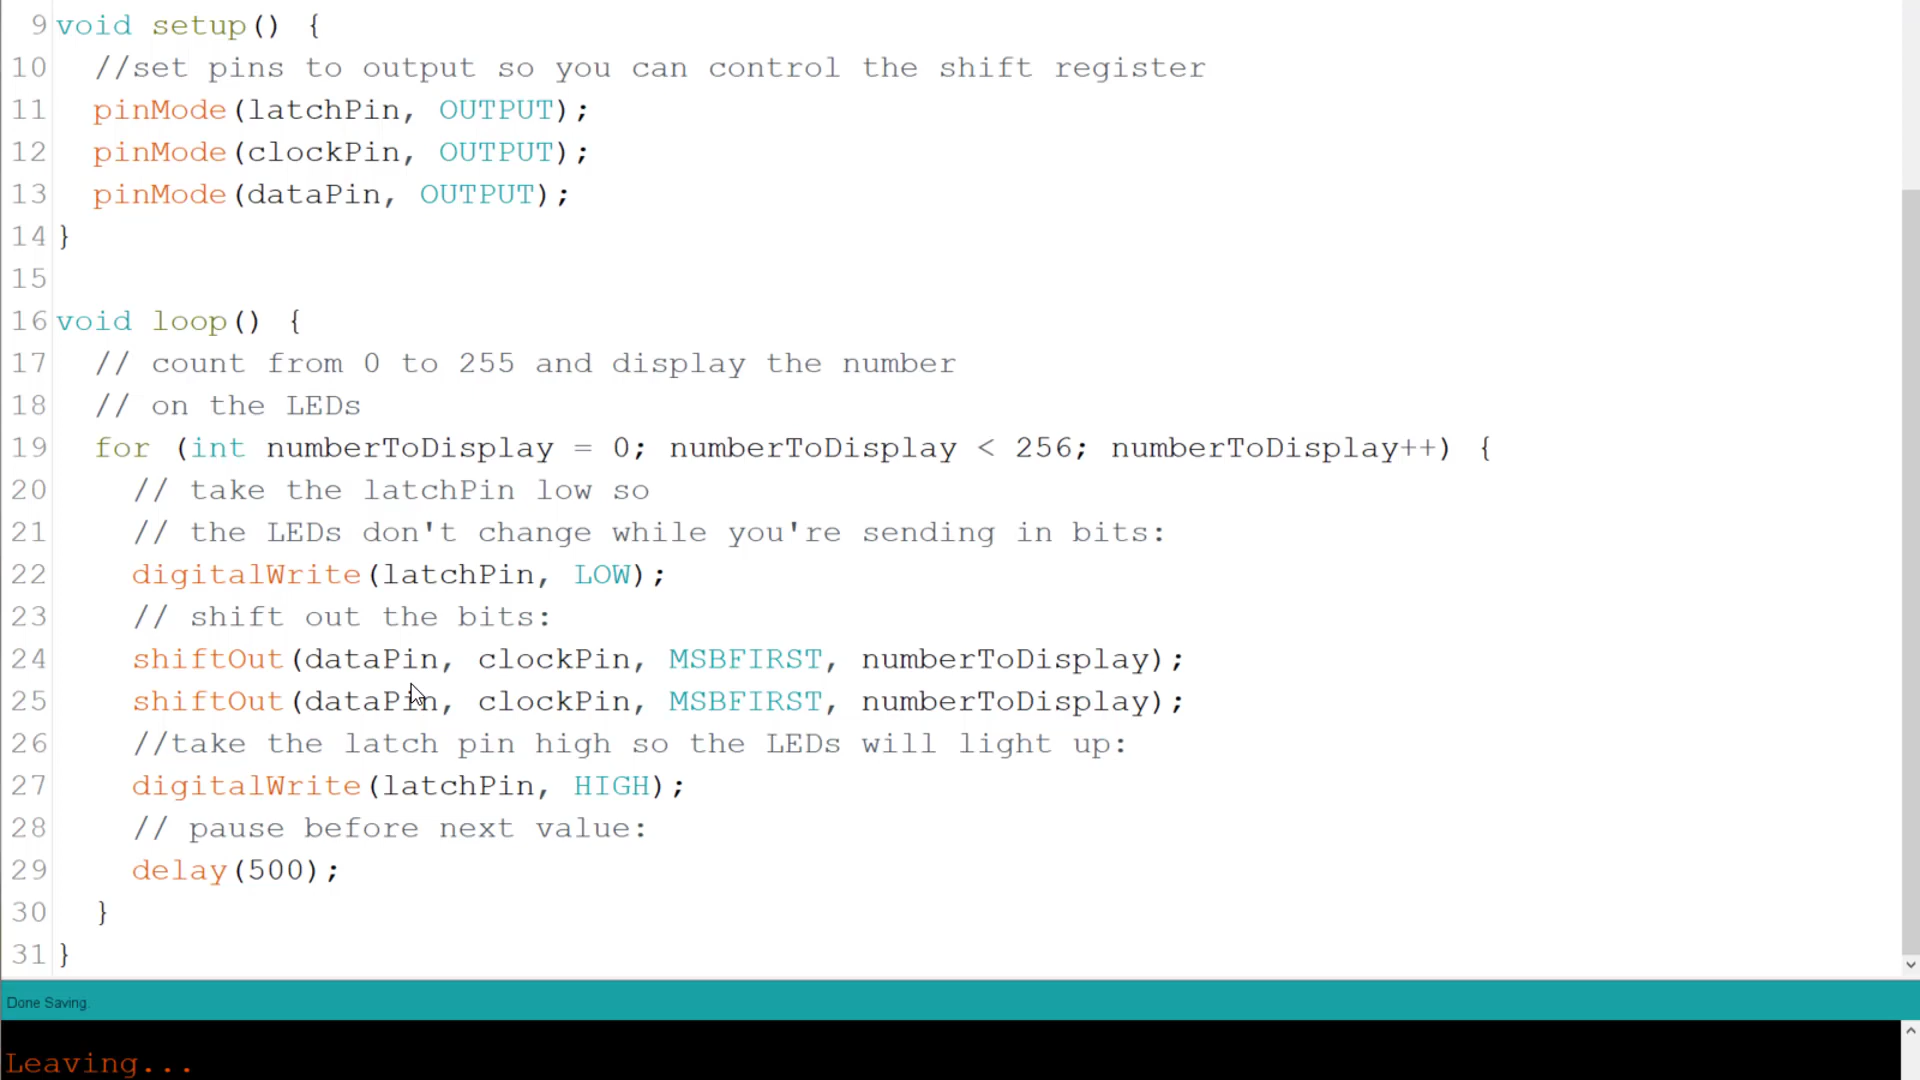 9 void setup() {
10 //set pins to output so you can control the shift register
11 pinMode(latchPin, OUTPUT);
12 pinMode(clockPin, OUTPUT);
13 pinMode(dataPin, OUTPUT);
14 }
15
16 void loop() {
17 // count from 0 to 255 and display the number
18 // on the LEDs
19 for (int numberToDisplay = 0; numberToDisplay < 256; numberToDisplay++) {
20 // take the latchPin low so
21 // the LEDs don't change while you're sending in bits:
22 digitalWrite(latchPin, LOW);
23 // shift out the bits:
24 shiftOut(dataPin, clockPin, MSBFIRST, numberToDisplay);
25 shiftOut(dataPin, clockPin, MSBFIRST, numberToDisplay);
26 //take the latch pin high so the LEDs will light up:
27 digitalWrite(latchPin, HIGH);
28 // pause before next value:
29 delay(500);
30 }
31 }
Done Saving.
Leaving...